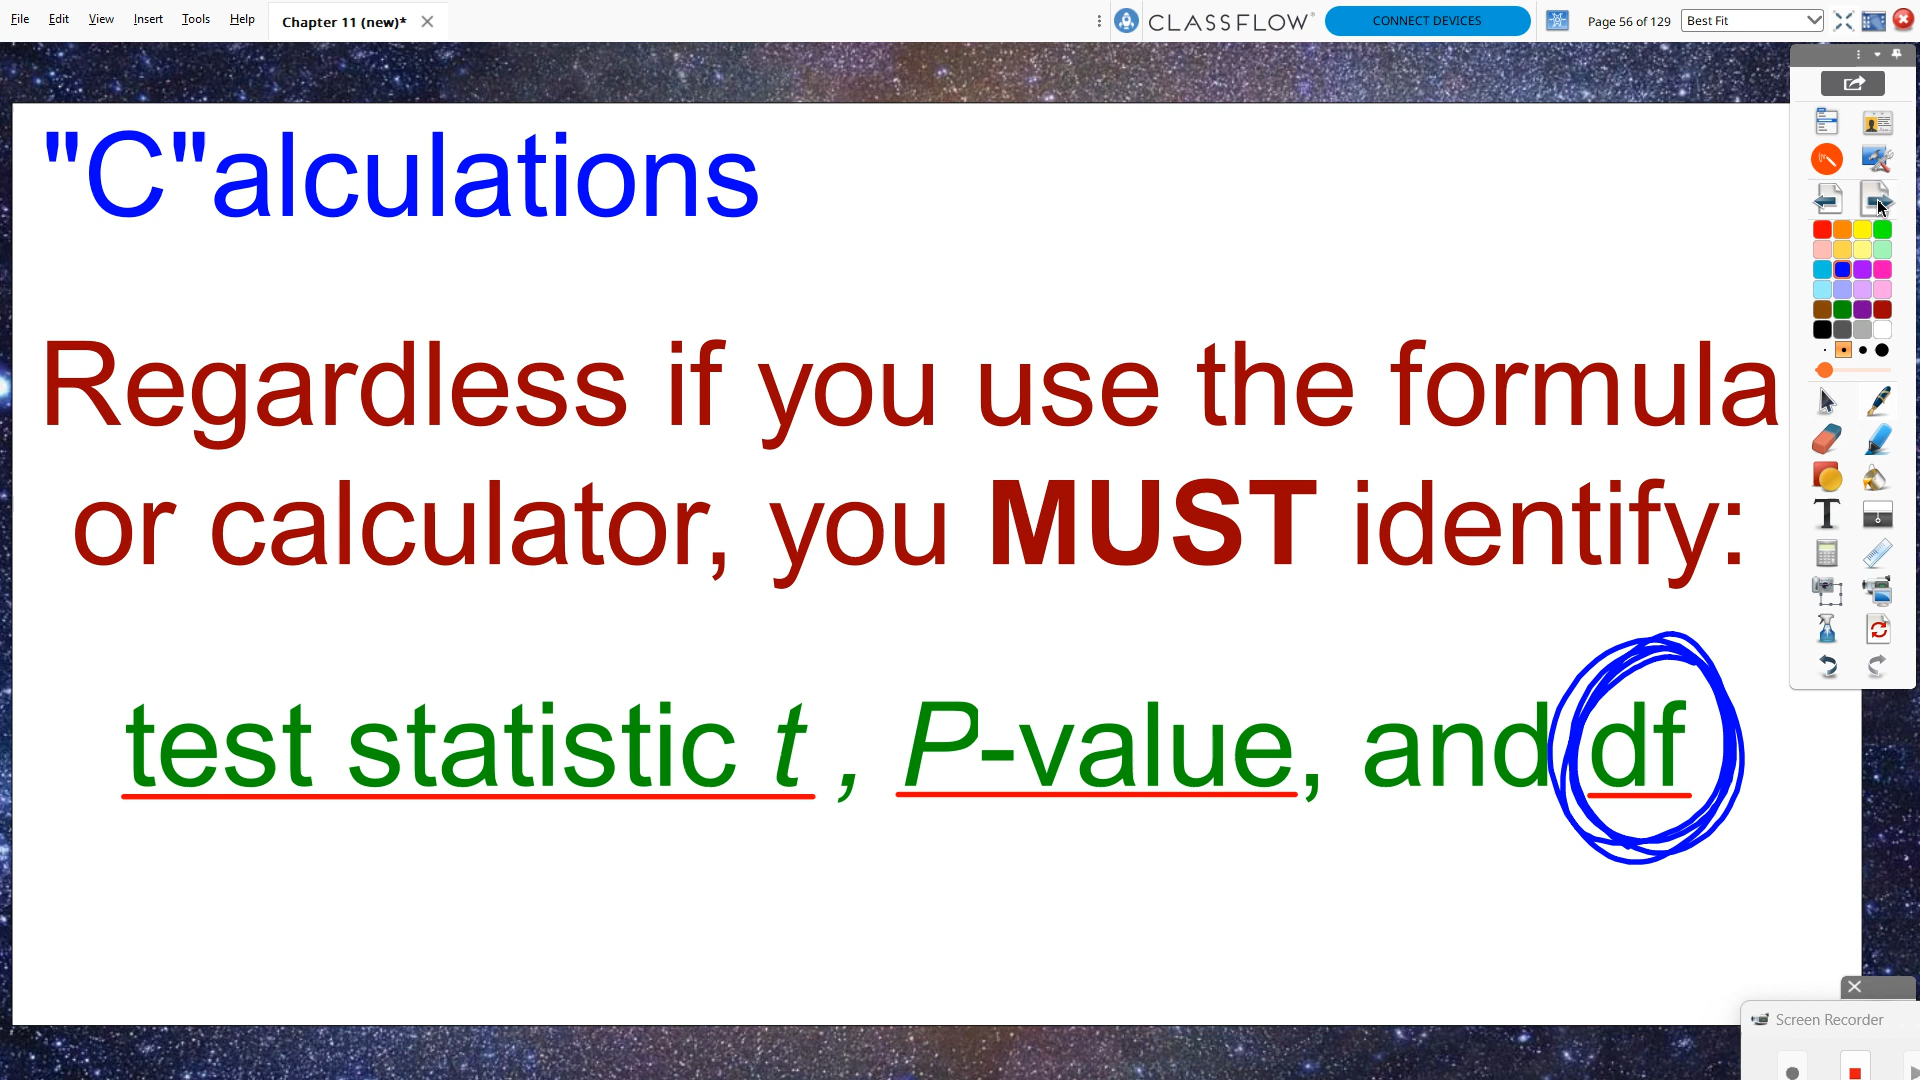 File Edit View Insert Tools Help Chapter 11 (new)* CLASSFLOW CONNECT DEVICES Page 56 of 129 Best Fit
"C"alculations
Regardless if you use the formula
or calculator, you MUST identify:
test statistic t , P-value, and df
Screen Recorder